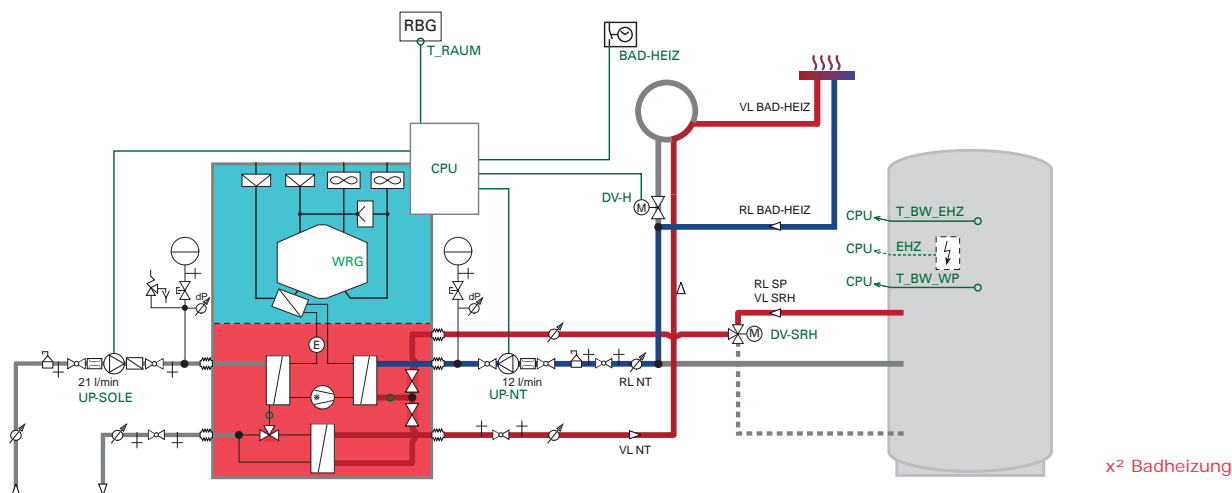 RBG
T_RAUM
BAD-HEIZ
VL BAD-HEIZ
CPU
DV-H
M
RL BAD-HEIZ
CPU
T_BW_EHZ
CPU
EHZ
CPU
T_BW_WP
WRG
dP
dP
RL SP
VL SRH
M
DV-SRH
E
21 l/min
UP-SOLE
12 l/min
UP-NT
RL NT
VL NT
x² Badheizung